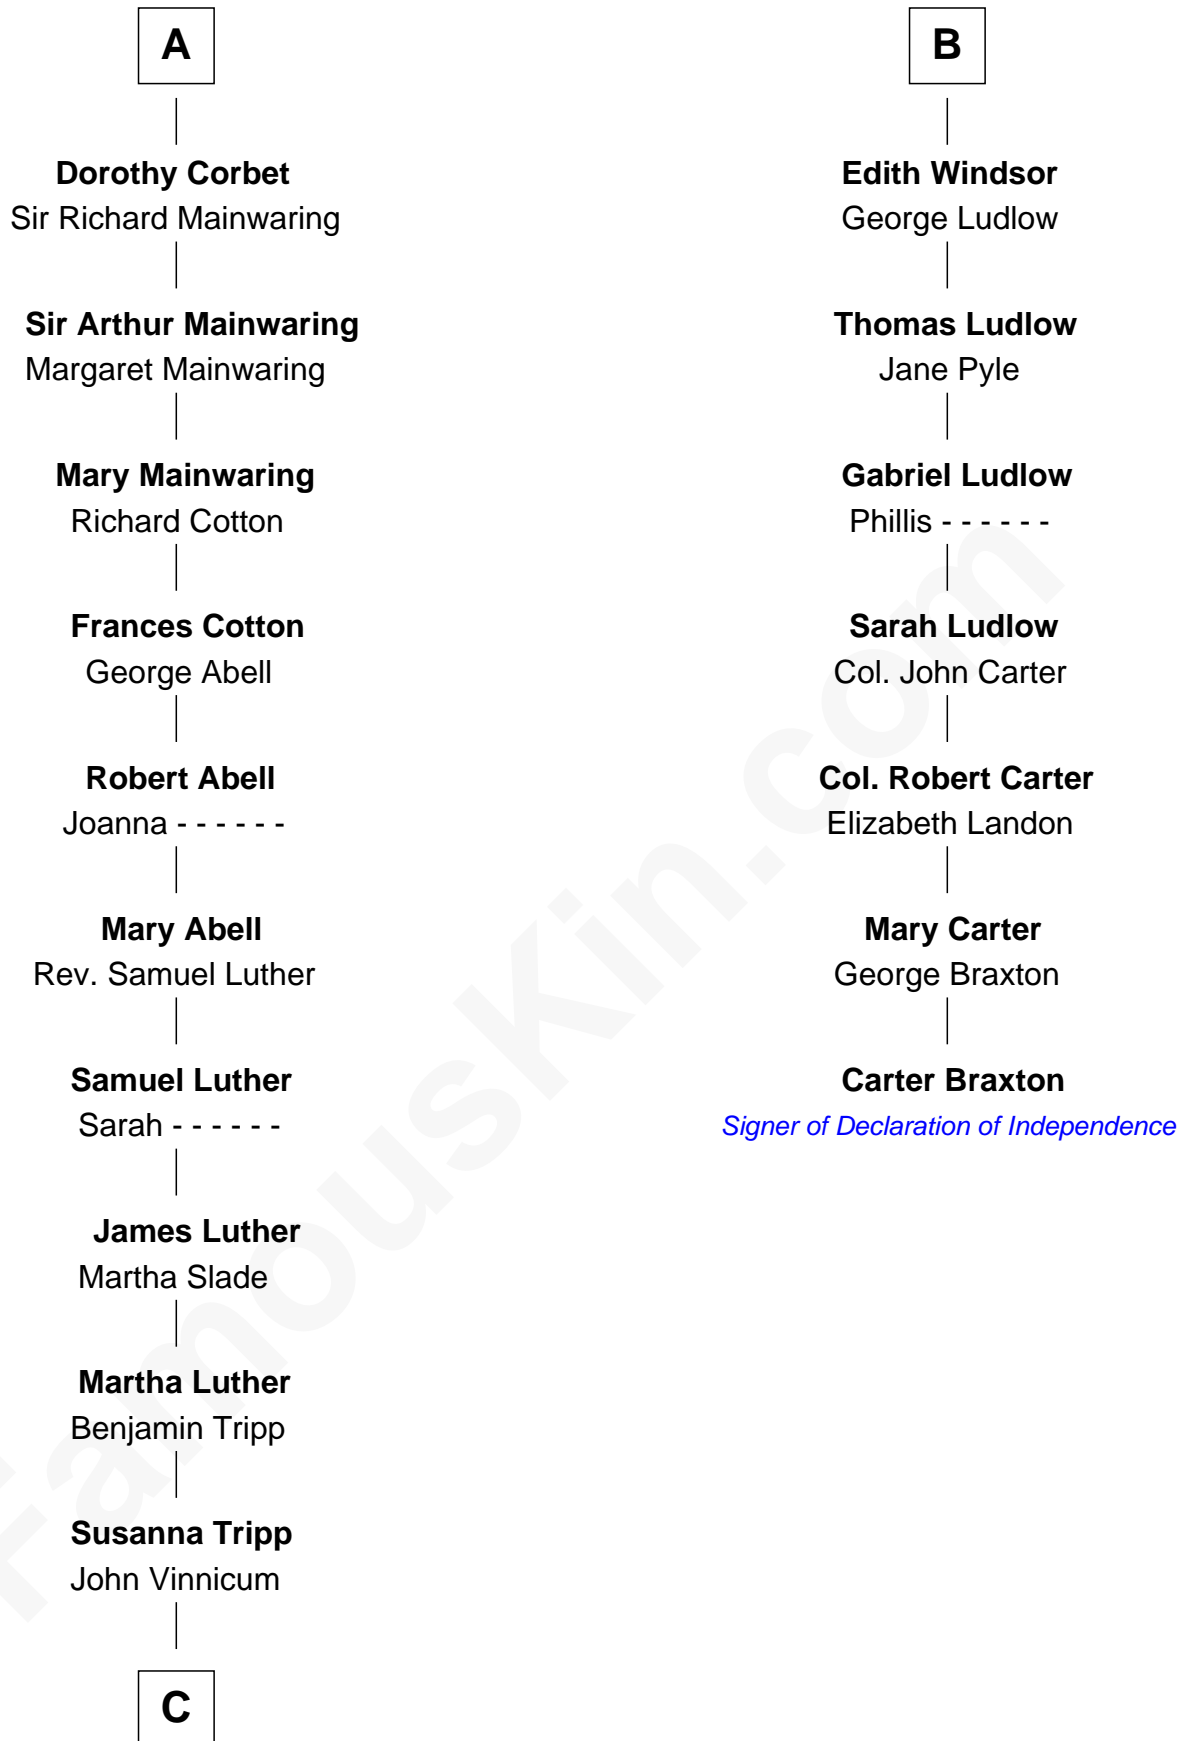 A
Dorothy Corbet
Sir Richard Mainwaring
Sir Arthur Mainwaring
Margaret Mainwaring
Mary Mainwaring
Richard Cotton
Frances Cotton
George Abell
Robert Abell
Joanna - - - - - -
Mary Abell
Rev. Samuel Luther
Samuel Luther
Sarah - - - - - -
James Luther
Martha Slade
Martha Luther
Benjamin Tripp
Susanna Tripp
John Vinnicum
C
B
Edith Windsor
George Ludlow
Thomas Ludlow
Jane Pyle
Gabriel Ludlow
Phillis - - - - - -
Sarah Ludlow
Col. John Carter
Col. Robert Carter
Elizabeth Landon
Mary Carter
George Braxton
Carter Braxton
Signer of Declaration of Independence
FamousKin.com